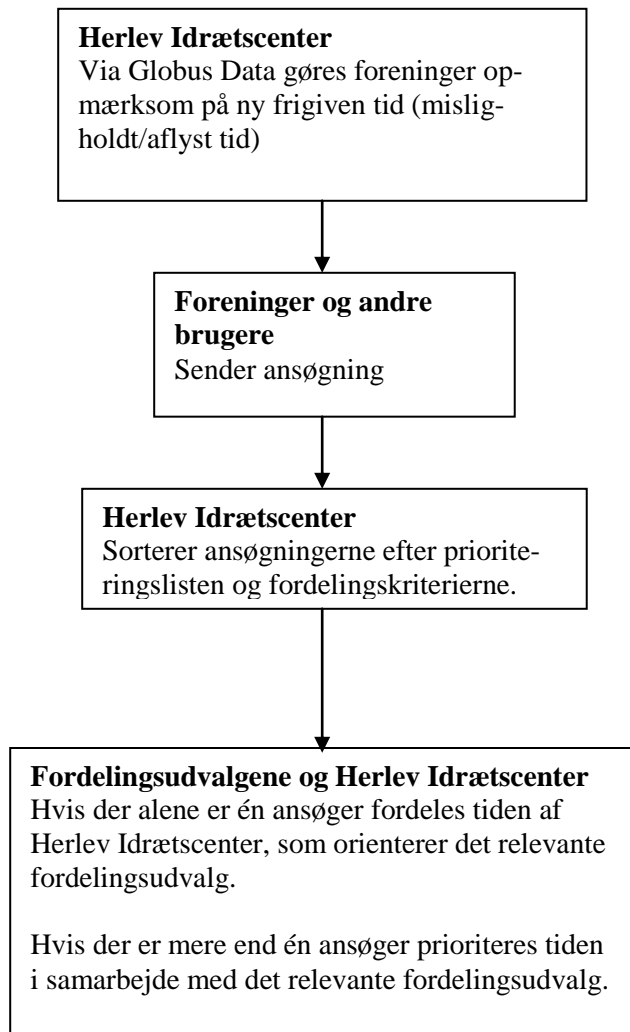 Herlev Idrætscenter
Via Globus Data gøres foreninger op-
mærksom på ny frigiven tid (mislig-
holdt/aflyst tid)
Foreninger og andre
brugere
Sender ansøgning
Herlev Idrætscenter
Sorterer ansøgningerne efter priorite-
ringslisten og fordelingskriterierne.
Fordelingsudvalgene og Herlev Idrætscenter
Hvis der alene er én ansøger fordeles tiden af
Herlev Idrætscenter, som orienterer det relevante
fordelingsudvalg.
Hvis der er mere end én ansøger prioriteres tiden
i samarbejde med det relevante fordelingsudvalg.